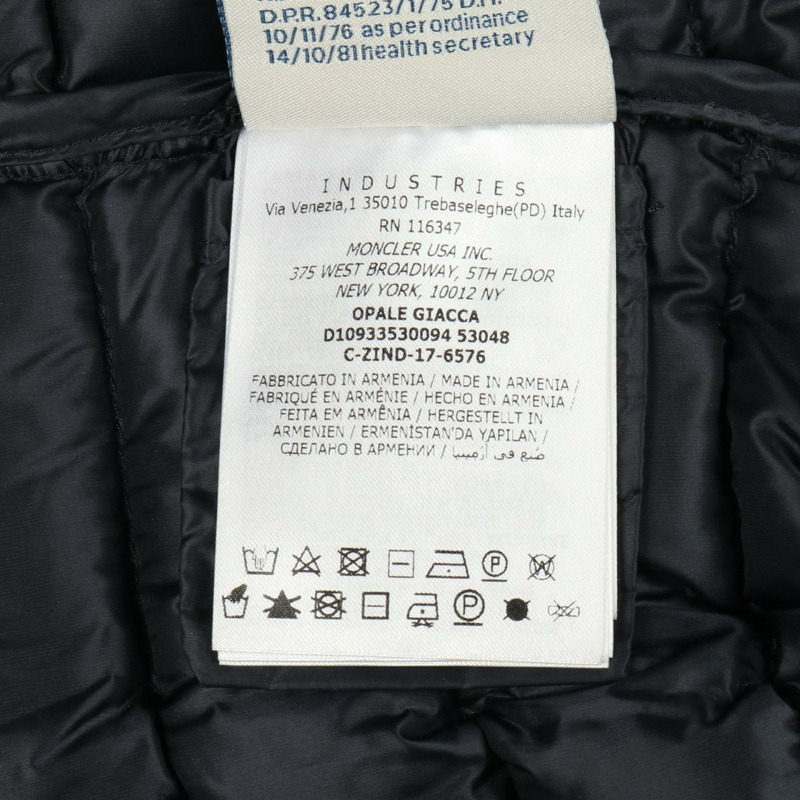 D.P.R. 84523/1/75 D.H.
10/11/76 as per ordinance
14/10/81 health secretary
INDUSTRIES
Via Venezia,1 35010 Trebaseleghe(PD) Italy
RN 116347
MONCLER USA INC.
375 WEST BROADWAY, 5TH FLOOR
NEW YORK, 10012 NY
OPALE GIACCA
D10933530094 53048
C-ZIND-17-6576
FABBRICATO IN ARMENIA / MADE IN ARMENIA /
FABRIQUÉ EN ARMÉNIE / HECHO EN ARMENIA /
FEITA EM ARMÊNIA / HERGESTELLT IN
ARMENIEN / ERMENİSTAN'DA YAPILAN /
СДЕЛАНО В АРМЕНИИ / صنع في أرمينيا
P W
P